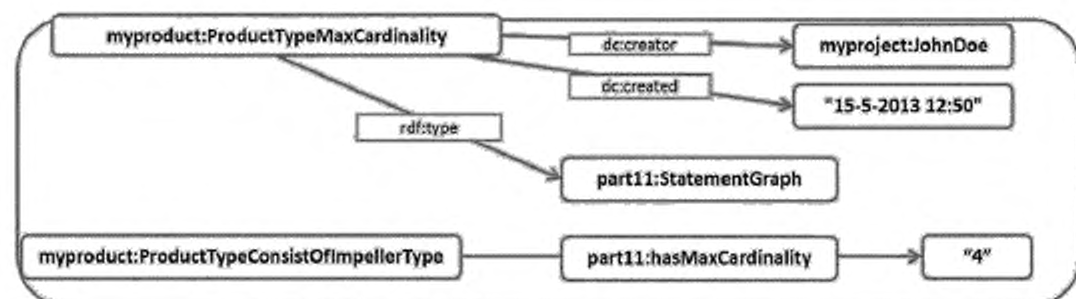 myproduct:ProductTypeMaxCardinality
dc:creator
myproject:JohnDoe
dc:created
"15-5-2013 12:50"
rdf:type
part11:StatementGraph
myproduct:ProductTypeConsistOfImpellerType
part11:hasMaxCardinality
"4"